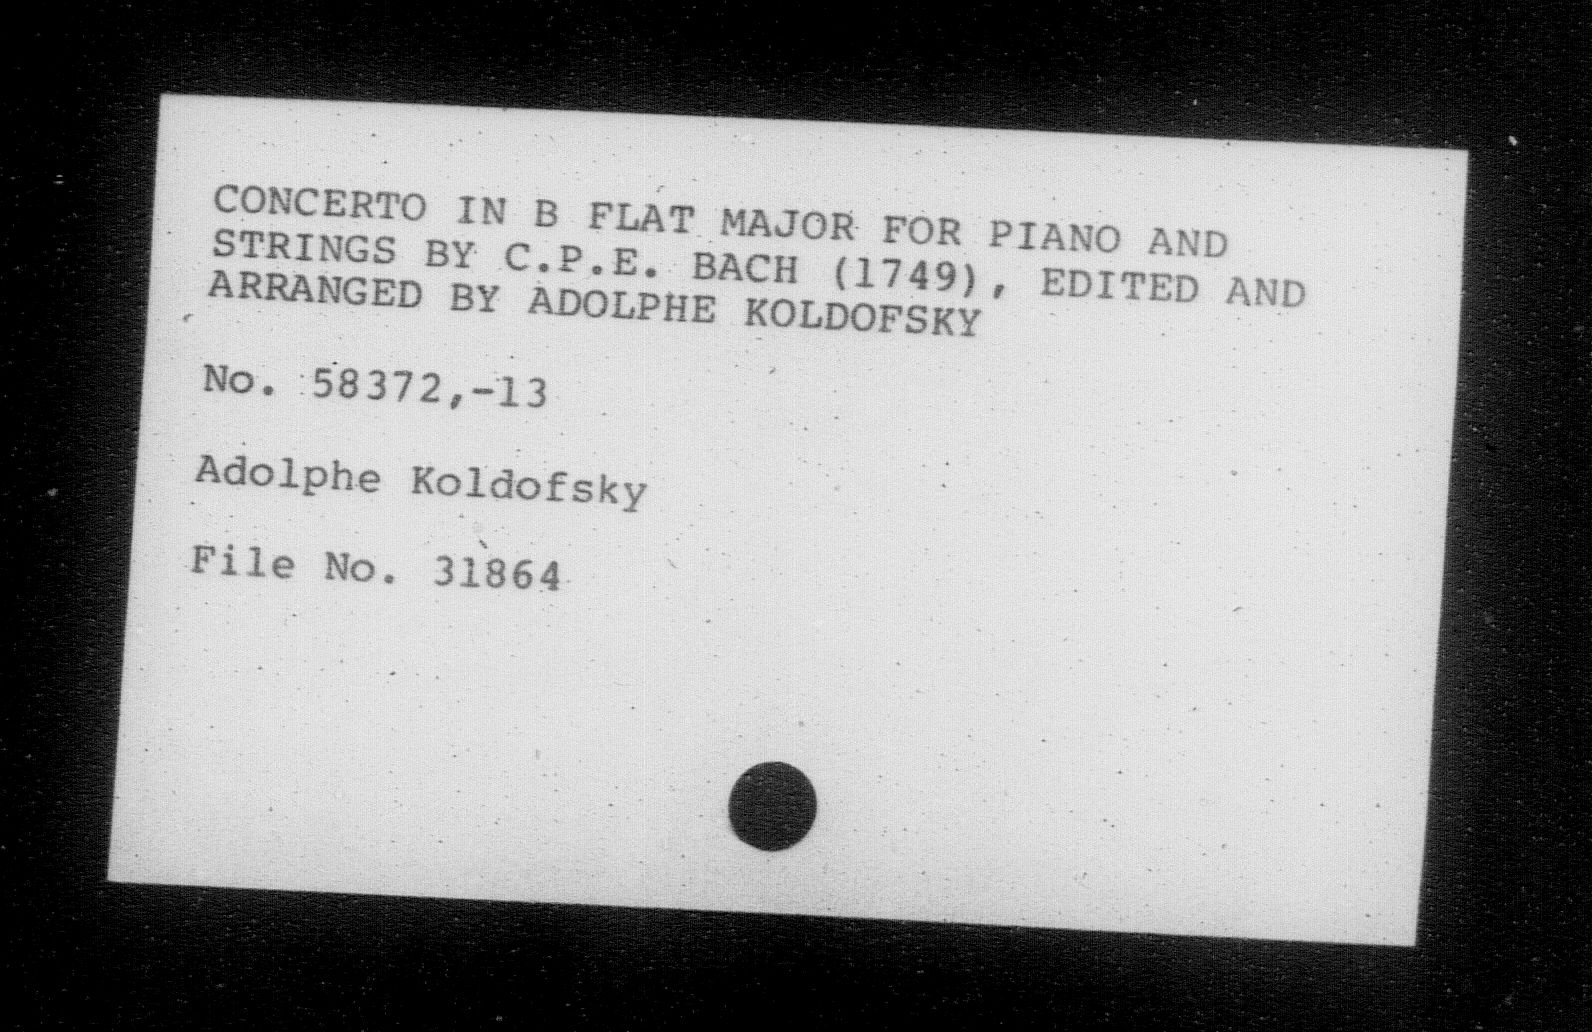 CONCERTO IN B FLAT MAJOR FOR PIANO AND
STRINGS BY C.P.E. BACH (1749), EDITED AND
ARRANGED BY ADOLPHE KOLDOFSKY
No. 58372,-13
Adolphe Koldofsky
File No. 31864